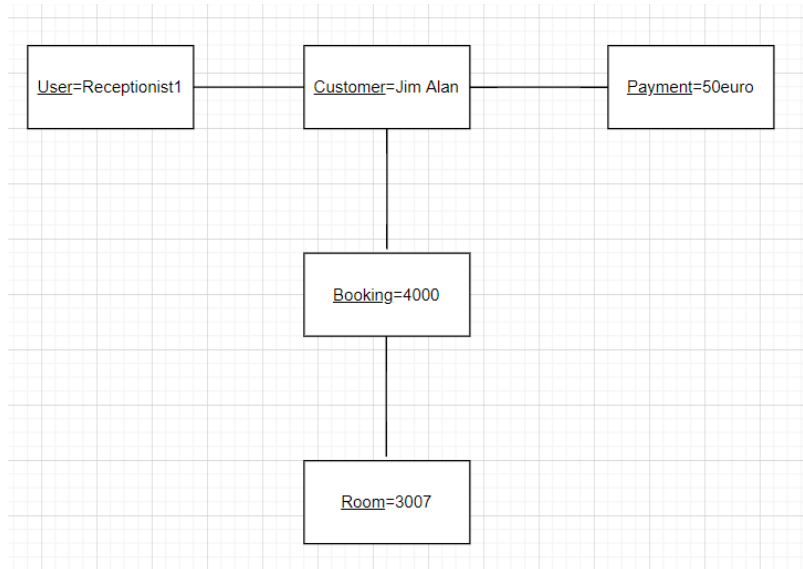 User=Receptionist1
Customer=Jim Alan
Payment=50euro
Booking=4000
Room=3007